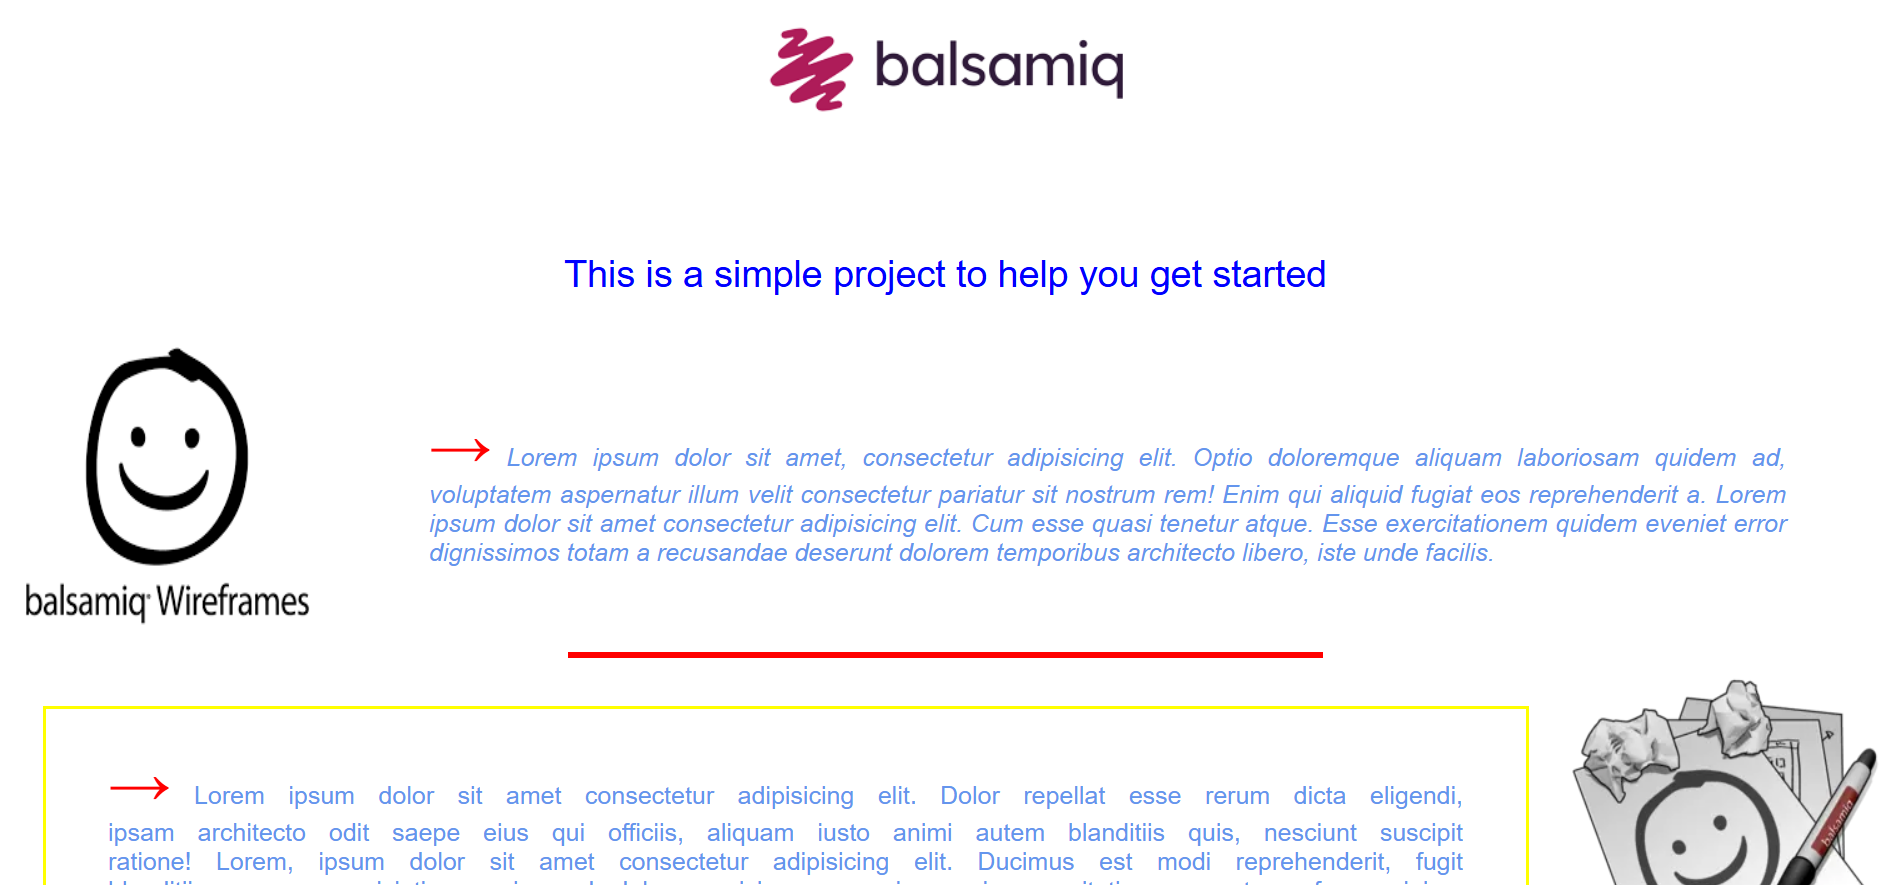 balsamiq
This is a simple project to help you get started
→ Lorem ipsum dolor sit amet, consectetur adipisicing elit. Optio doloremque aliquam laboriosam quidem ad,
voluptatem aspernatur illum velit consectetur pariatur sit nostrum rem! Enim qui aliquid fugiat eos reprehenderit a. Lorem
ipsum dolor sit amet consectetur adipisicing elit. Cum esse quasi tenetur atque. Esse exercitationem quidem eveniet error
dignissimos totam a recusandae deserunt dolorem temporibus architecto libero, iste unde facilis.
balsamiq® Wireframes
→ Lorem ipsum dolor sit amet consectetur adipisicing elit. Dolor repellat esse rerum dicta eligendi,
ipsam architecto odit saepe eius qui officiis, aliquam iusto animi autem blanditiis quis, nesciunt suscipit
ratione! Lorem, ipsum dolor sit amet consectetur adipisicing elit. Ducimus est modi reprehenderit, fugit
balsamiq